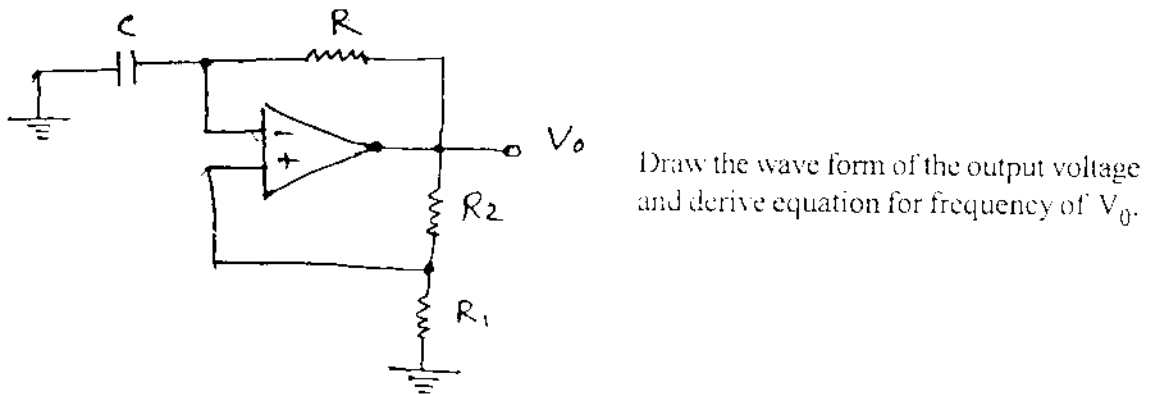 C
R
-
+
V₀
R₂
R₁
Draw the wave form of the output voltage
and derive equation for frequency of V₀.